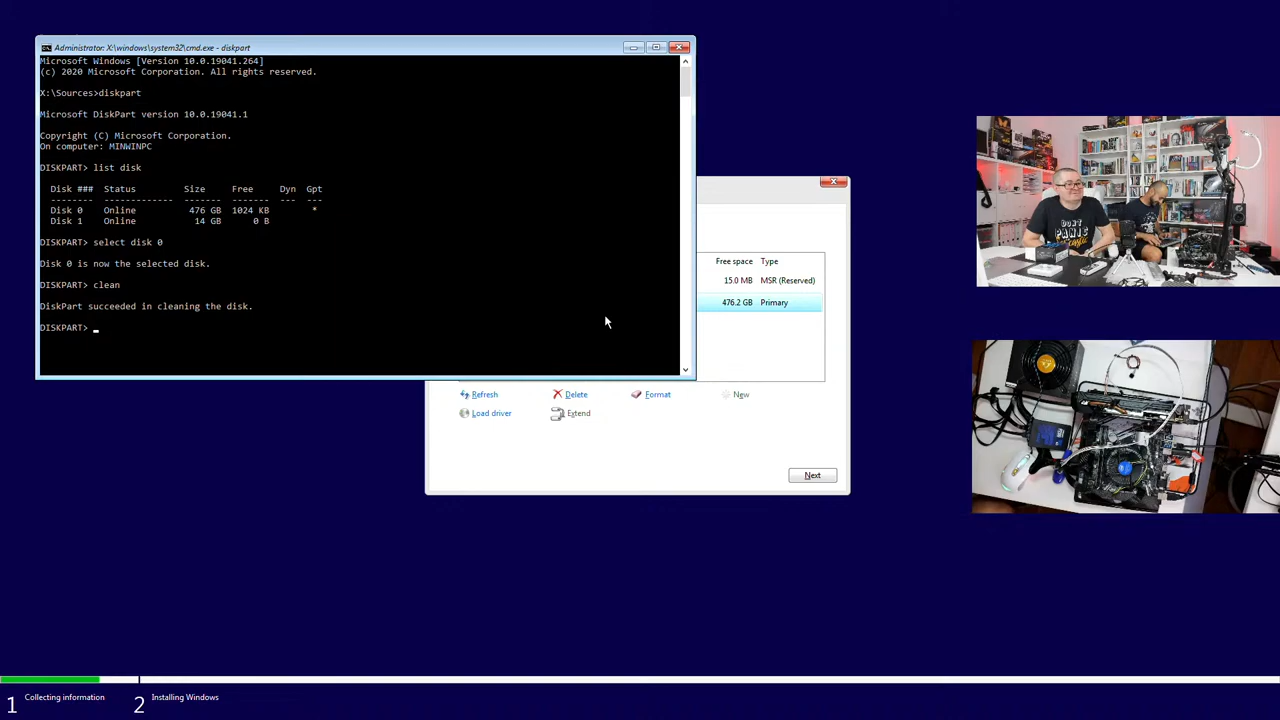 Administrator: X:\windows\system32\cmd.exe - diskpart
Microsoft Windows [Version 10.0.19041.264]
(c) 2020 Microsoft Corporation. All rights reserved.
X:\Sources>diskpart
Microsoft DiskPart version 10.0.19041.1
Copyright (C) Microsoft Corporation.
On computer: MININWPC
DISKPART> list disk
Disk ### Status Size Free Dyn Gpt
-------- ------------- ------- ------- --- ---
Disk 0 Online 476 GB 1024 KB *
Disk 1 Online 14 GB 0 B
DISKPART> select disk 0
Disk 0 is now the selected disk.
DISKPART> clean
DiskPart succeeded in cleaning the disk.
DISKPART> _
Free space Type
15.0 MB MSR (Reserved)
476.2 GB Primary
Refresh Delete Format New
Load driver Extend
Next
DON'T
PANIC
1 Collecting information 2 Installing Windows